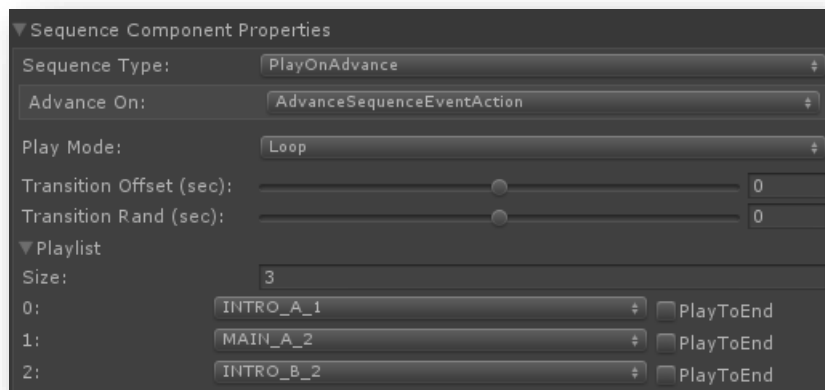 Sequence Component Properties
Sequence Type: PlayOnAdvance
Advance On: AdvanceSequenceEventAction
Play Mode: Loop
Transition Offset (sec): 0
Transition Rand (sec): 0
Playlist
Size: 3
0: INTRO_A_1 PlayToEnd
1: MAIN_A_2 PlayToEnd
2: INTRO_B_2 PlayToEnd